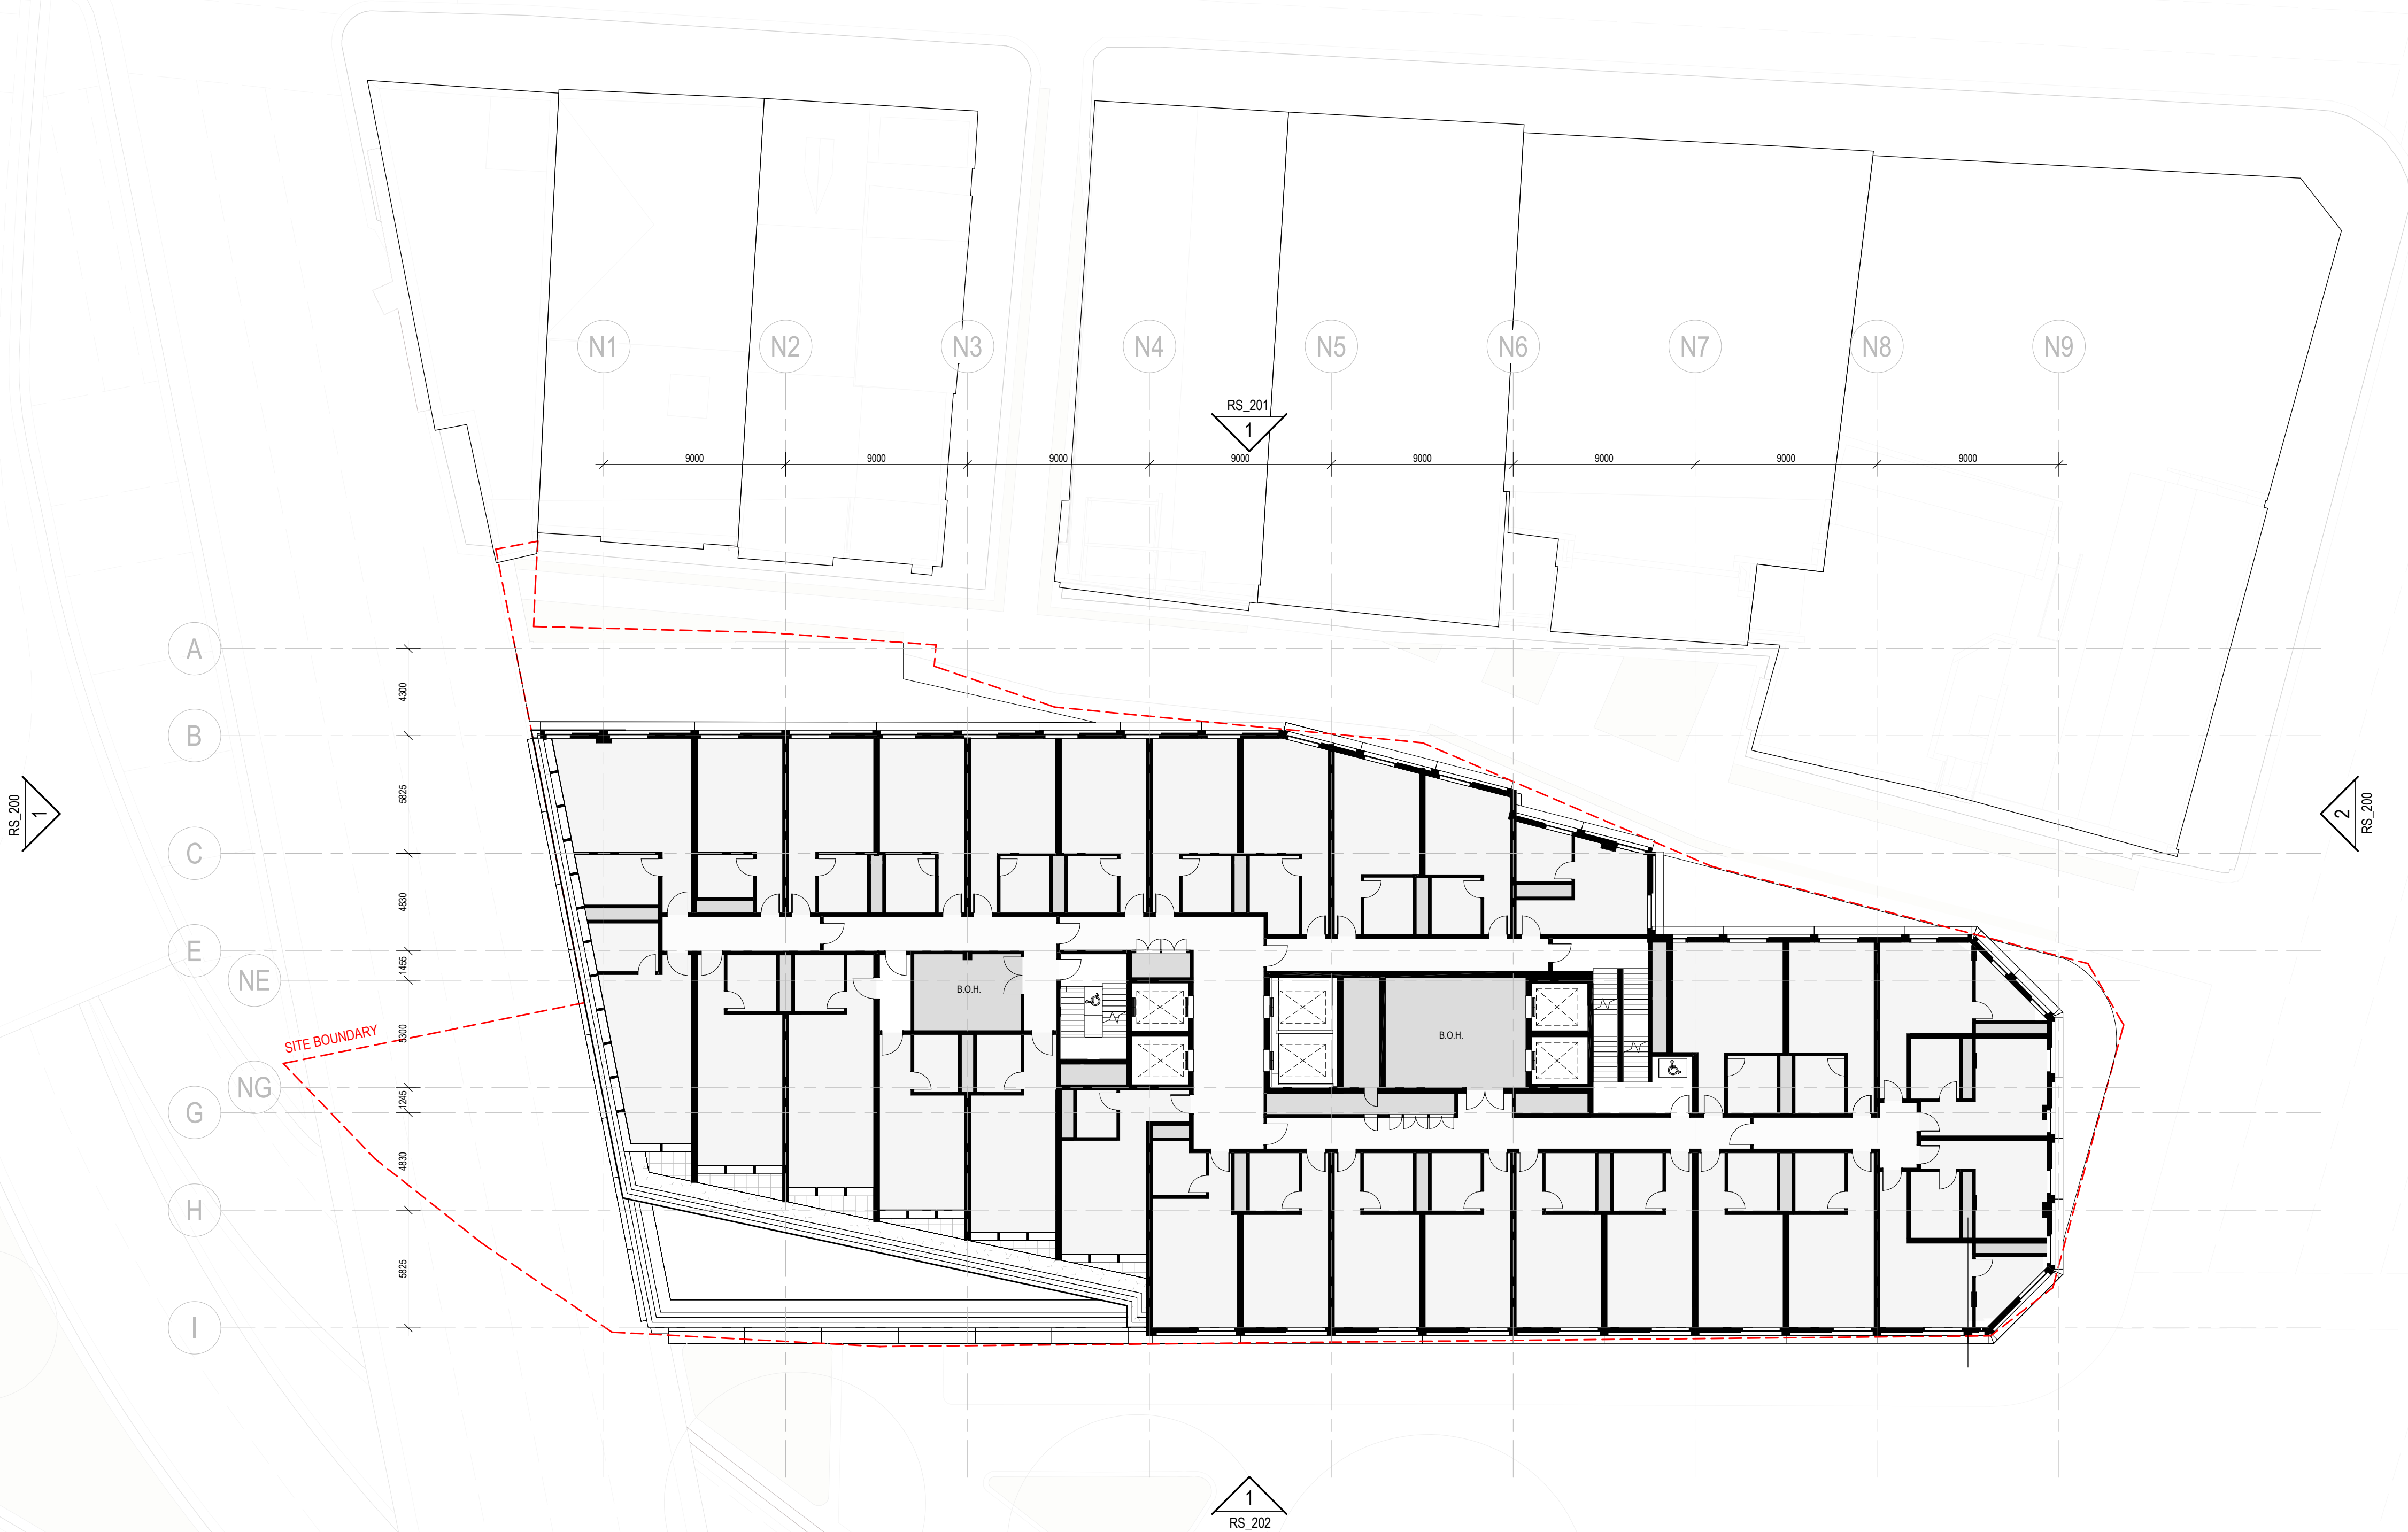 N1 N2 N3 N4 N5 N6 N7 N8 N9
RS_201
1
9000 9000 9000 9000 9000 9000 9000 9000
A
4300
B
5825
RS_200
1
2
RS_200
C
4830
E
1455
NE
B.O.H.
5300
SITE BOUNDARY
B.O.H.
NG
1245
G
4830
H
5825
I
1
RS_202